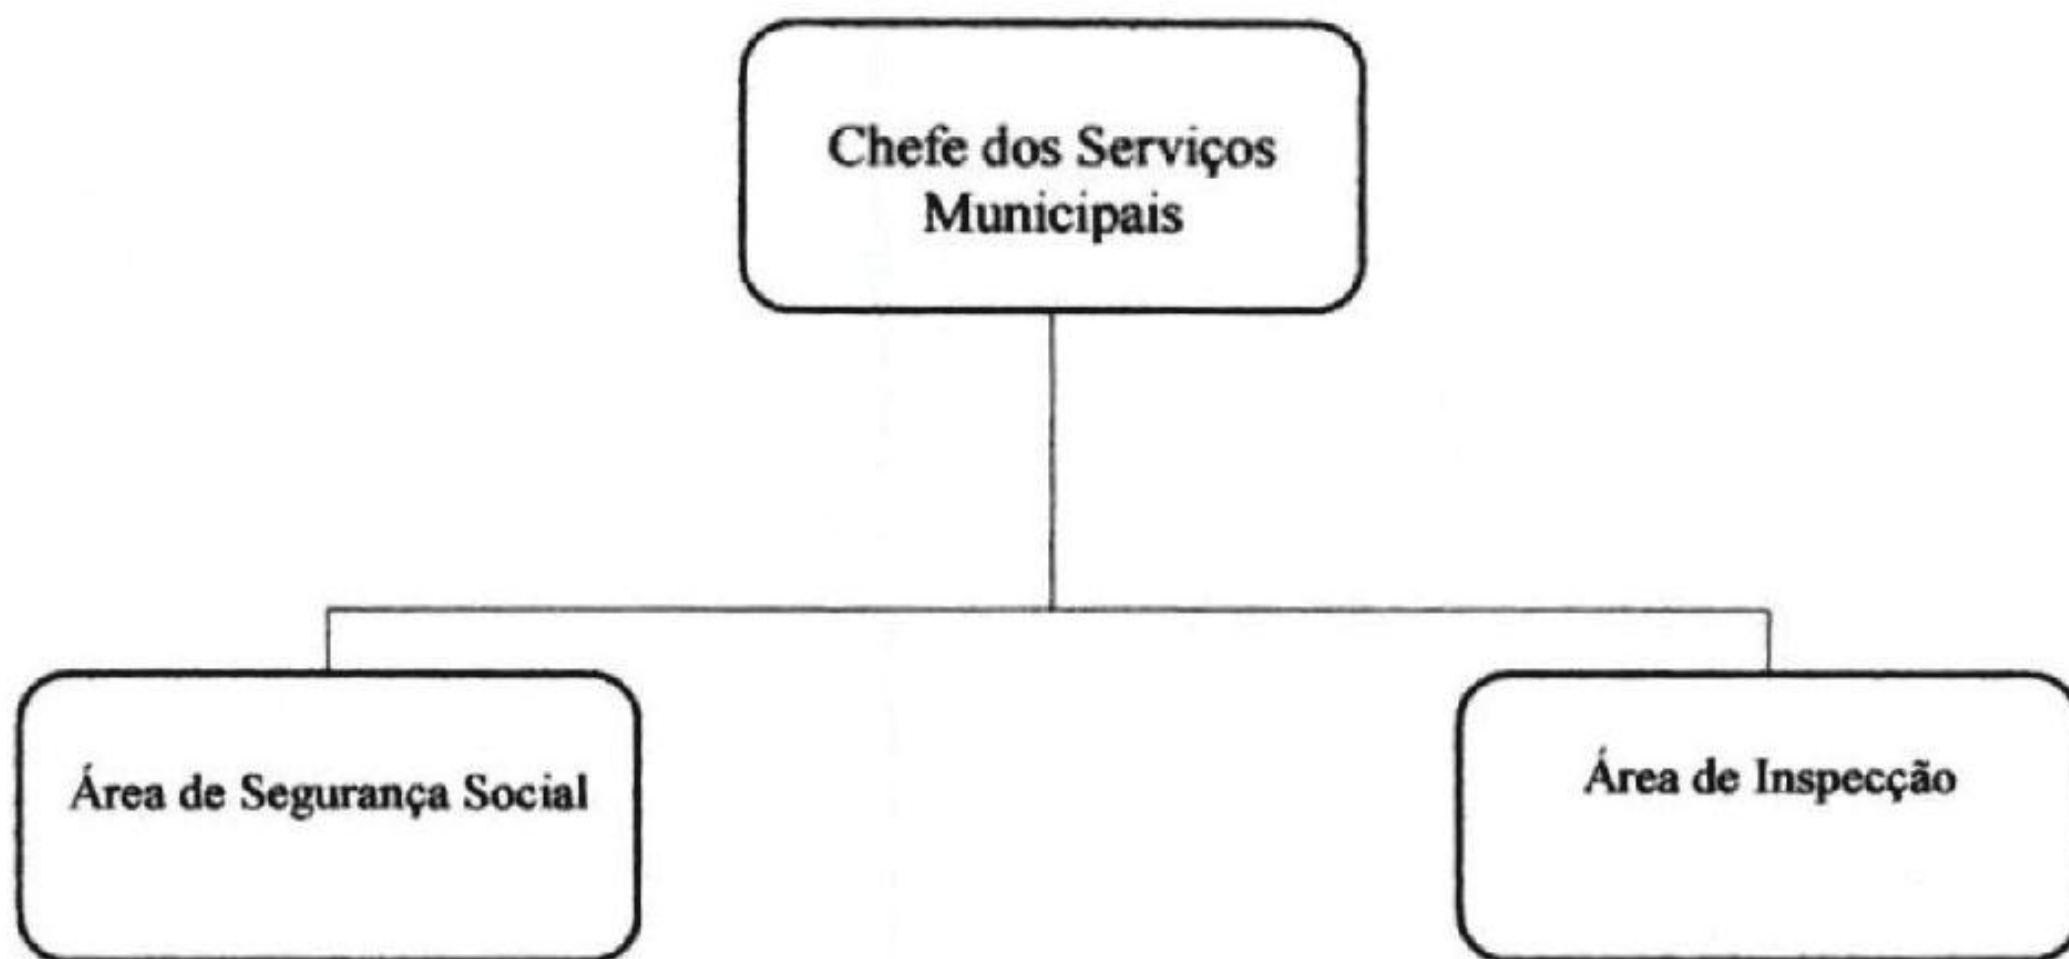 Chefe dos Serviços
Municipais
Área de Segurança Social
Área de Inspecção